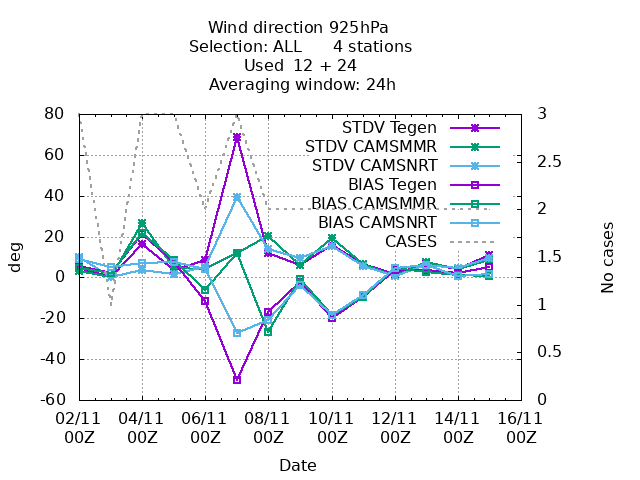 Wind direction 925hPa
Selection: ALL      4 stations
Used  12 + 24
Averaging window: 24h
80
60
40
20
0
-20
-40
-60
deg
3
2.5
2
1.5
1
0.5
0
No cases
STDV Tegen
STDV CAMSMMR
STDV CAMSNRT
BIAS Tegen
BIAS CAMSMMR
BIAS CAMSNRT
CASES
02/11 04/11 06/11 08/11 10/11 12/11 14/11 16/11
00Z 00Z 00Z 00Z 00Z 00Z 00Z 00Z
Date